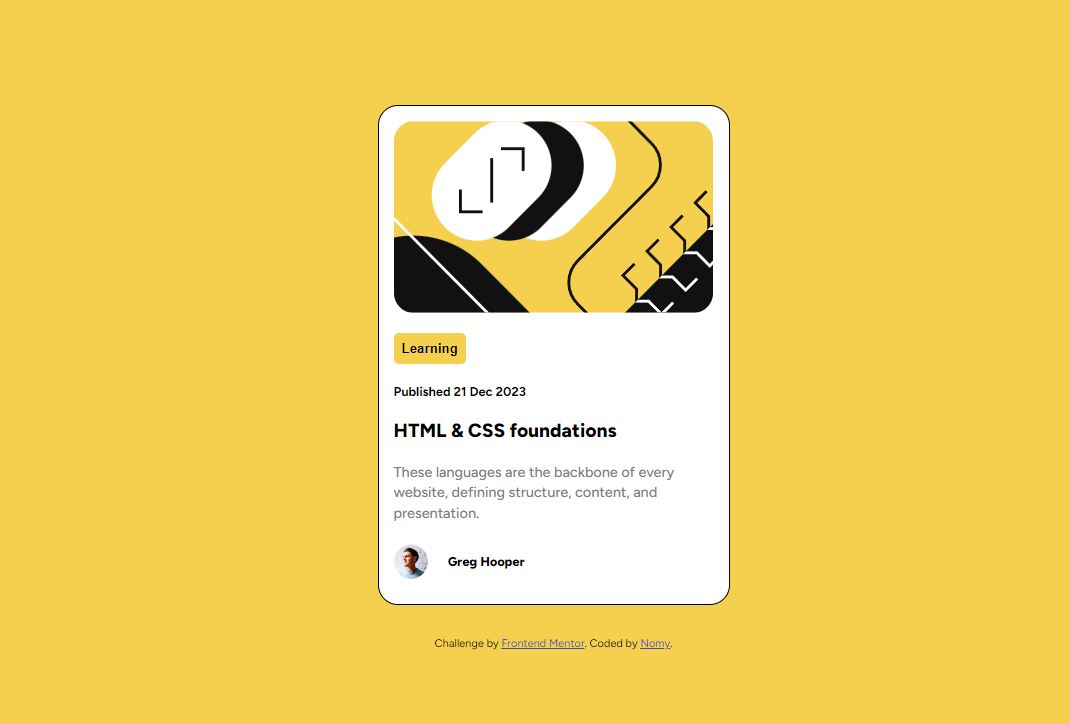 Learning
Published 21 Dec 2023
HTML & CSS foundations
These languages are the backbone of every
website, defining structure, content, and
presentation.
Greg Hooper
Challenge by Frontend Mentor. Coded by Nomy.